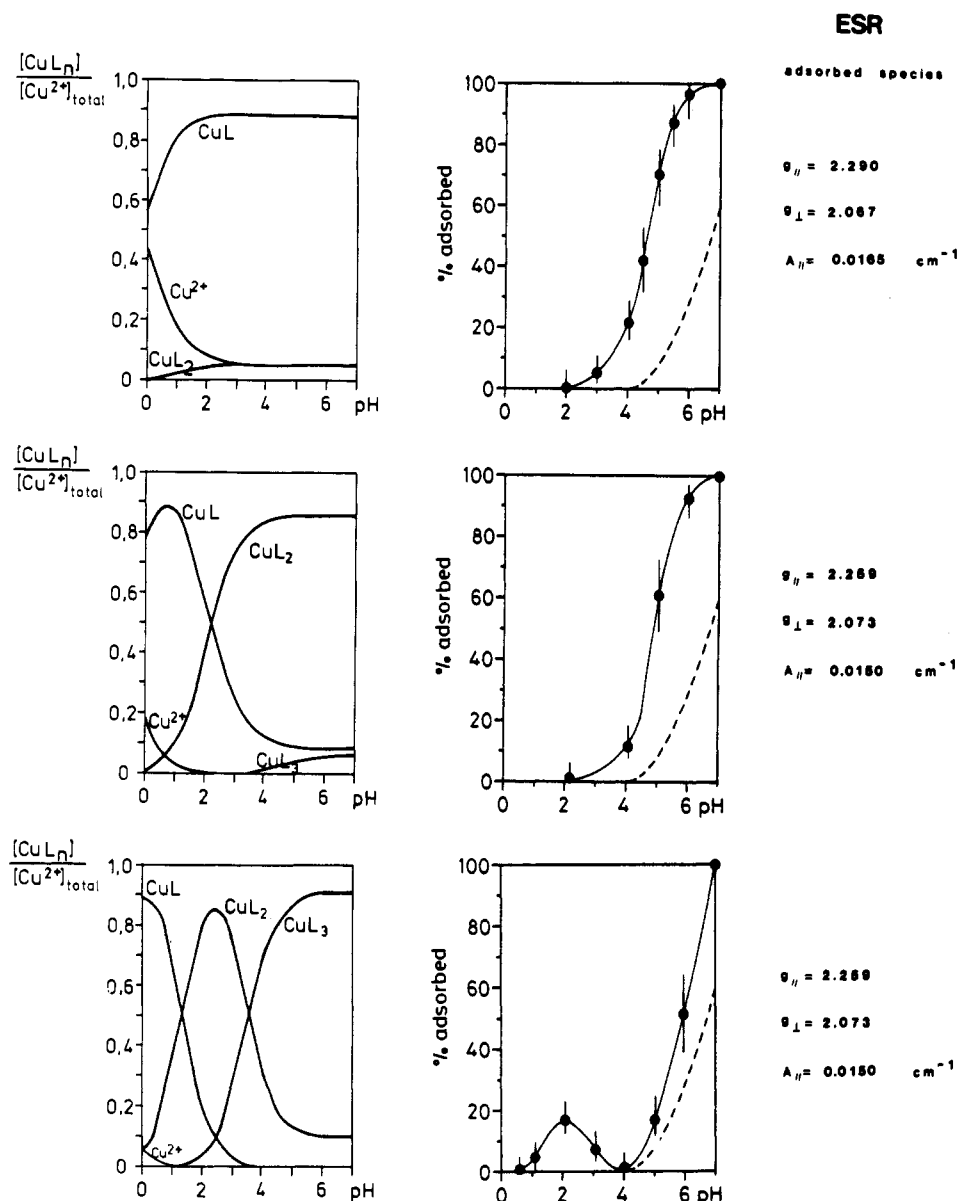 ESR
adsorbed species
[CuLn]
[Cu2+]total
1,0
0,8
0,6
0,4
0,2
0
CuL
Cu2+
CuL2
0 2 4 6 pH
% adsorbed
100
80
60
40
20
0
0 2 4 6 pH
g// = 2.290
g⊥ = 2.067
A// = 0.0165 cm-1
[CuLn]
[Cu2+]total
1,0
0,8
0,6
0,4
0,2
0
CuL
CuL2
Cu2+
CuL3
0 2 4 6 pH
% adsorbed
100
80
60
40
20
0
0 2 4 6 pH
g// =
g⊥ = 2.073
A// = 0.0150 cm-1
[CuLn]
[Cu2+]total
1,0
0,8
0,6
0,4
0,2
0
CuL
CuL2
CuL3
Cu2+
0 2 4 6 pH
% adsorbed
100
80
60
40
20
0
0 2 4 6 pH
g// =
g⊥ = 2.073
A// = 0.0150 cm-1